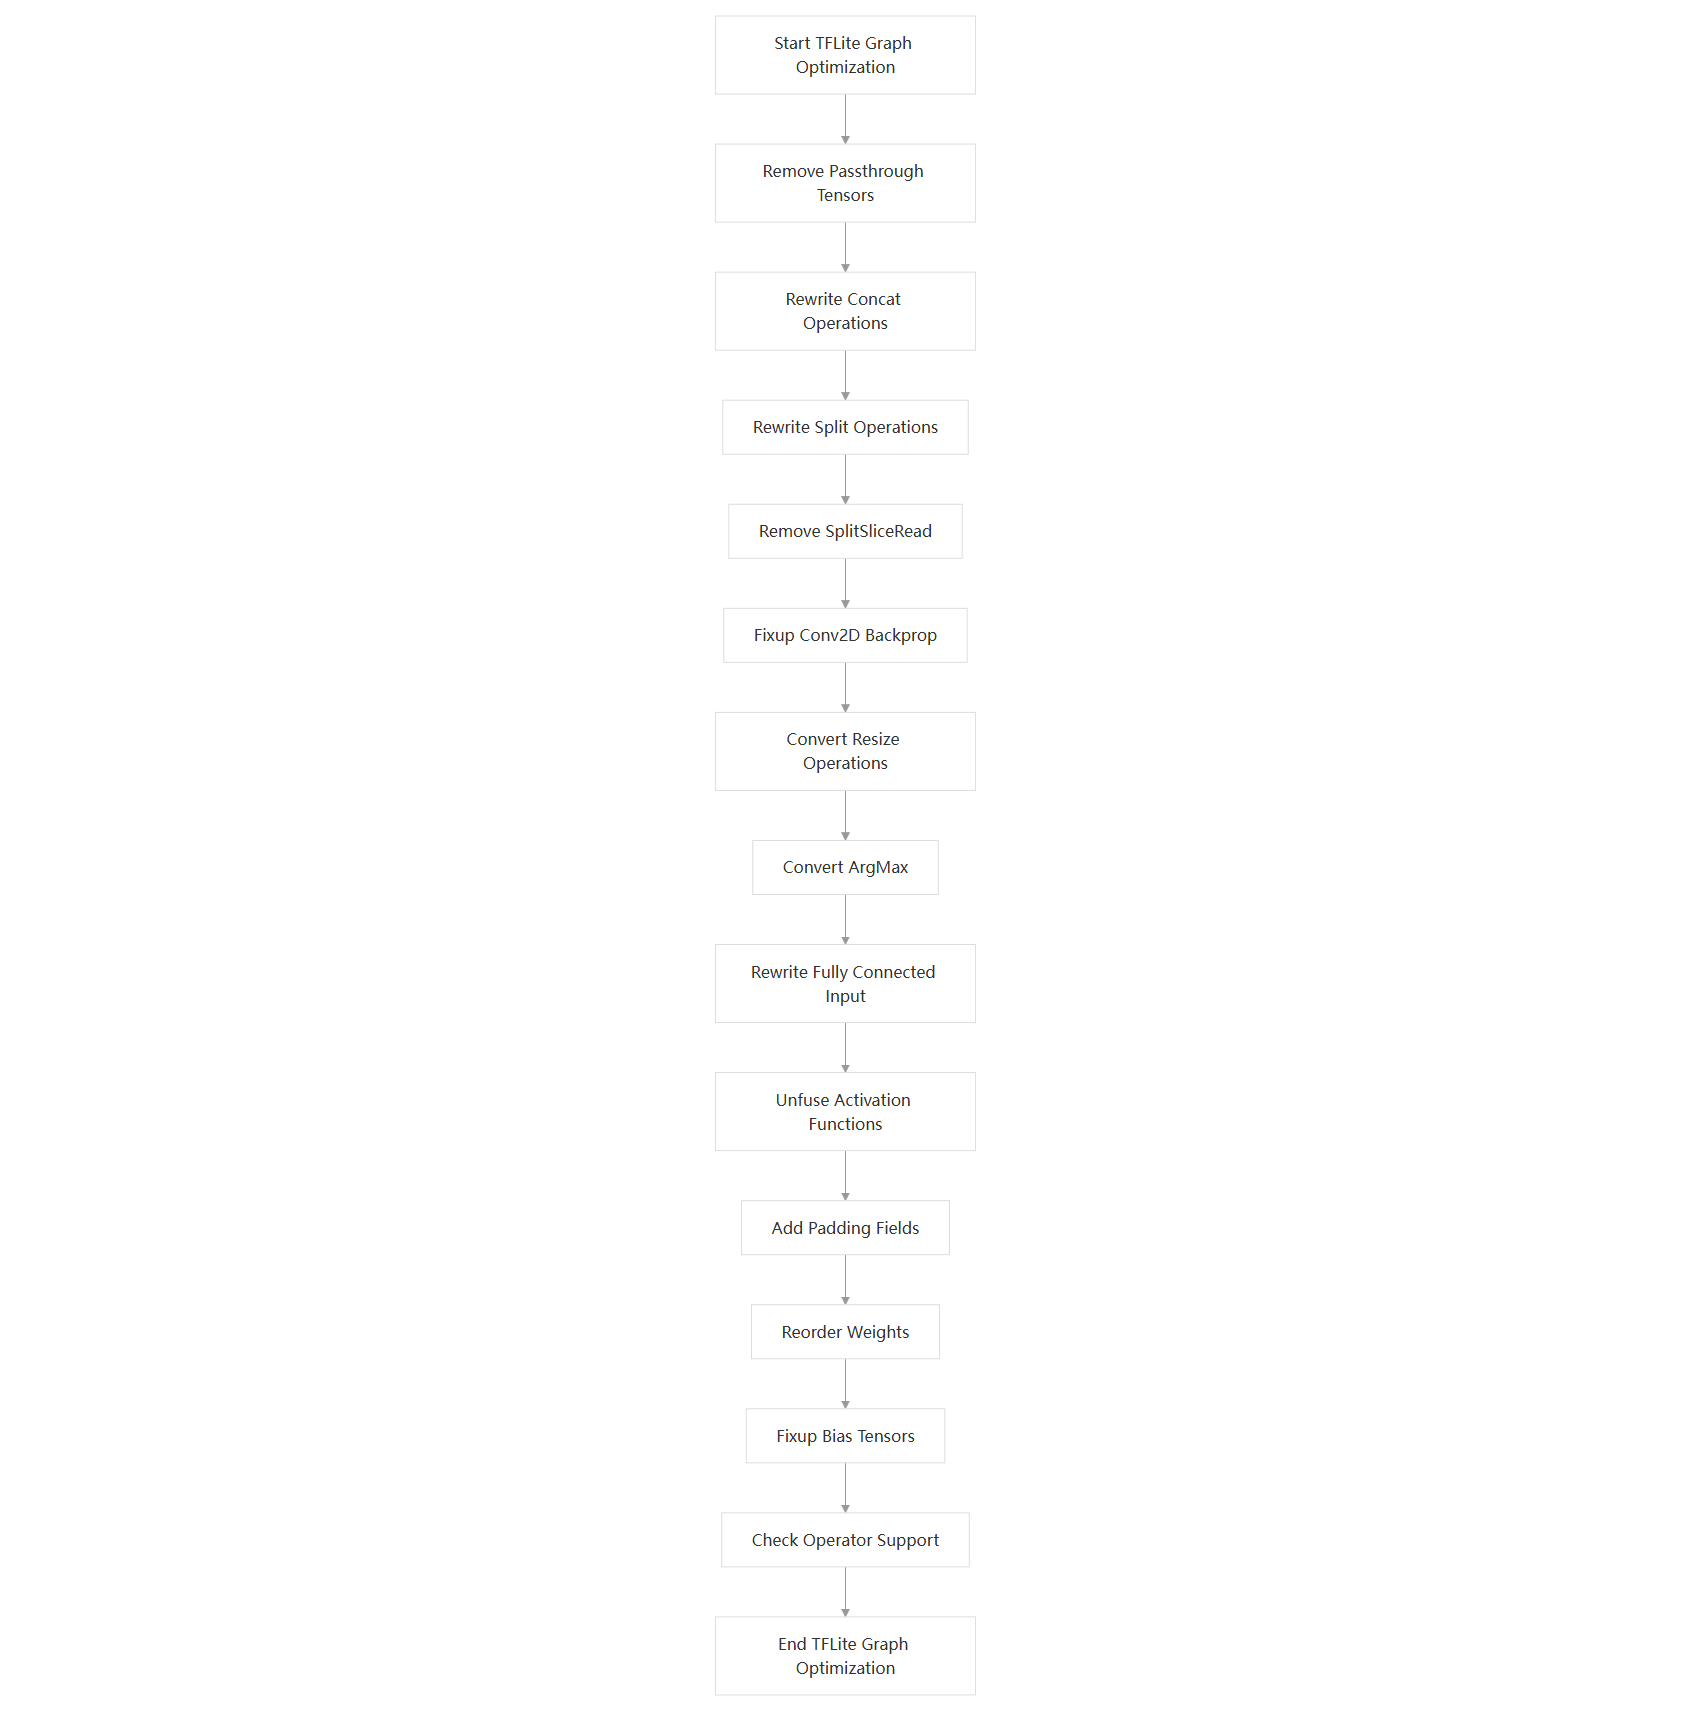 Start TFLite Graph
Optimization
Remove Passthrough
Tensors
Rewrite Concat
Operations
Rewrite Split Operations
Remove SplitSliceRead
Fixup Conv2D Backprop
Convert Resize
Operations
Convert ArgMax
Rewrite Fully Connected
Input
Unfuse Activation
Functions
Add Padding Fields
Reorder Weights
Fixup Bias Tensors
Check Operator Support
End TFLite Graph
Optimization